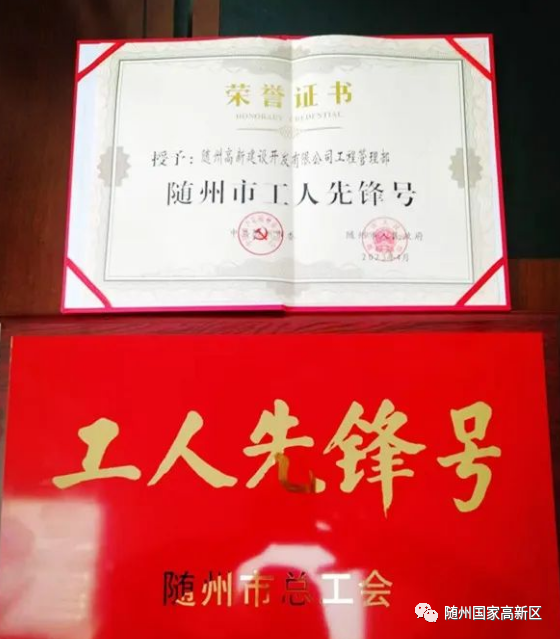 荣誉证书
HONORARY CREDENTIAL
授予：随州高新建设开发有限公司工程管理部
随州市工人先锋号
工人先锋号
随州市总工会
随州国家高新区